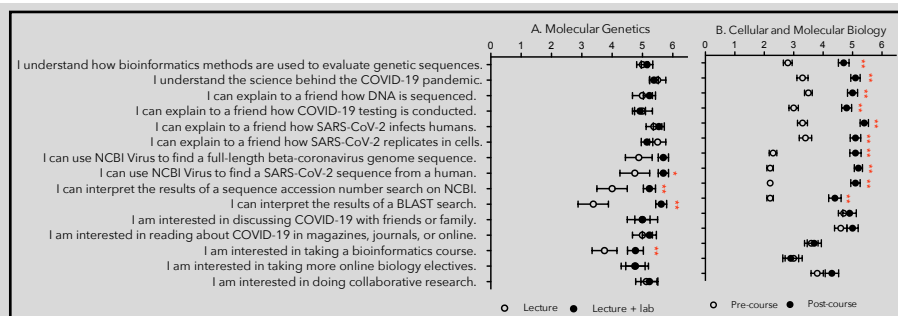 A. Molecular Genetics
B. Cellular and Molecular Biology
0 1 2 3 4 5 6
0 1 2 3 4 5 6
I understand how bioinformatics methods are used to evaluate genetic sequences.
**
I understand the science behind the COVID-19 pandemic.
**
I can explain to a friend how DNA is sequenced.
**
I can explain to a friend how COVID-19 testing is conducted.
**
I can explain to a friend how SARS-CoV-2 infects humans.
**
I can explain to a friend how SARS-CoV-2 replicates in cells.
**
I can use NCBI Virus to find a full-length beta-coronavirus genome sequence.
**
I can use NCBI Virus to find a SARS-CoV-2 sequence from a human.
* **
I can interpret the results of a sequence accession number search on NCBI.
** **
I can interpret the results of a BLAST search.
** **
I am interested in discussing COVID-19 with friends or family.
I am interested in reading about COVID-19 in magazines, journals, or online.
I am interested in taking a bioinformatics course.
**
I am interested in taking more online biology electives.
I am interested in doing collaborative research.
Lecture Lecture + lab
Pre-course Post-course